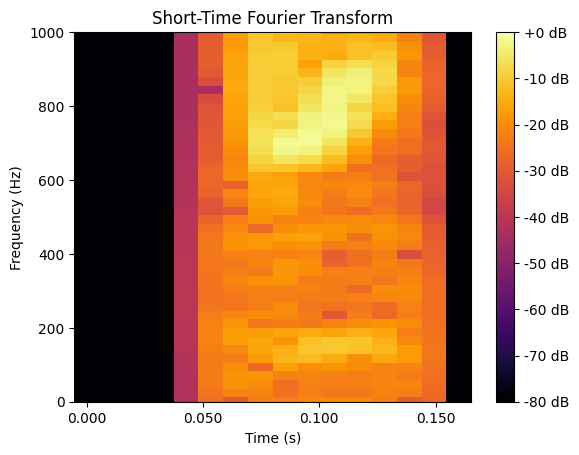 Short-Time Fourier Transform
1000
800
600
400
200
0
Frequency (Hz)
0.000
0.050
0.100
0.150
Time (s)
+0 dB
-10 dB
-20 dB
-30 dB
-40 dB
-50 dB
-60 dB
-70 dB
-80 dB